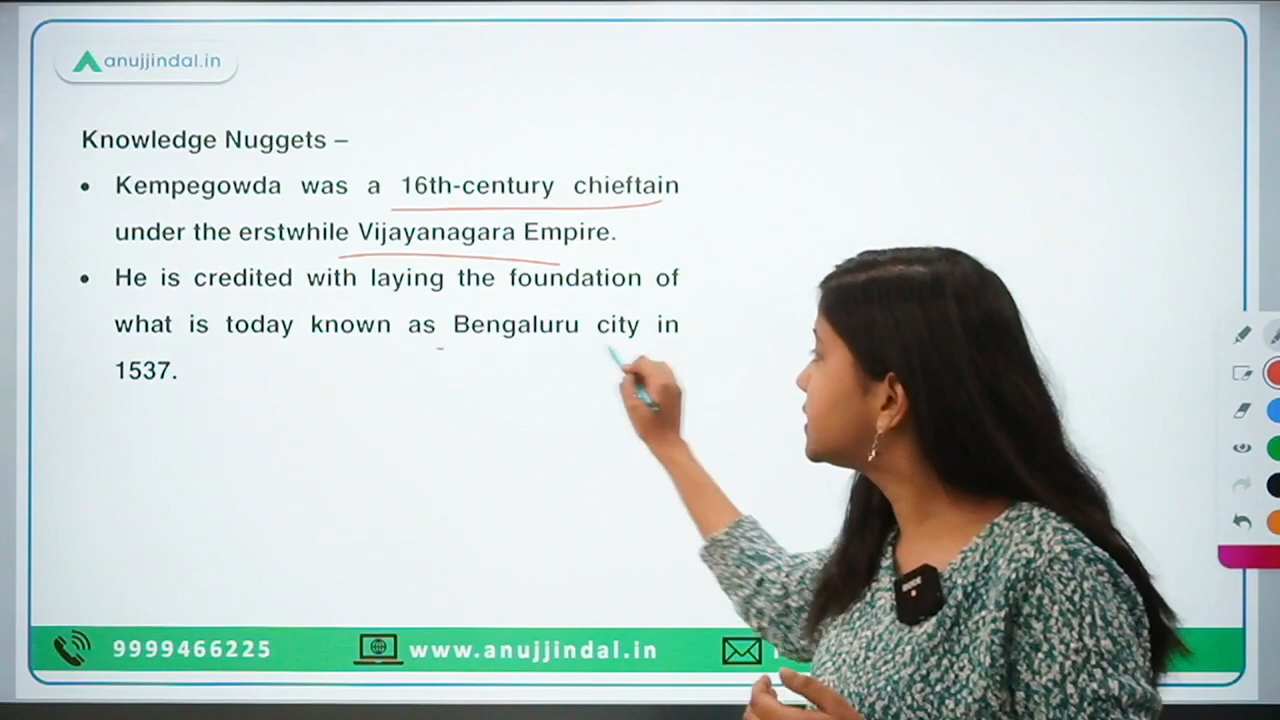 anujjindal.in
Knowledge Nuggets –
• Kempegowda was a 16th-century chieftain
under the erstwhile Vijayanagara Empire.
• He is credited with laying the foundation of
what is today known as Bengaluru city in
1537.
9999466225 www.anujjindal.in